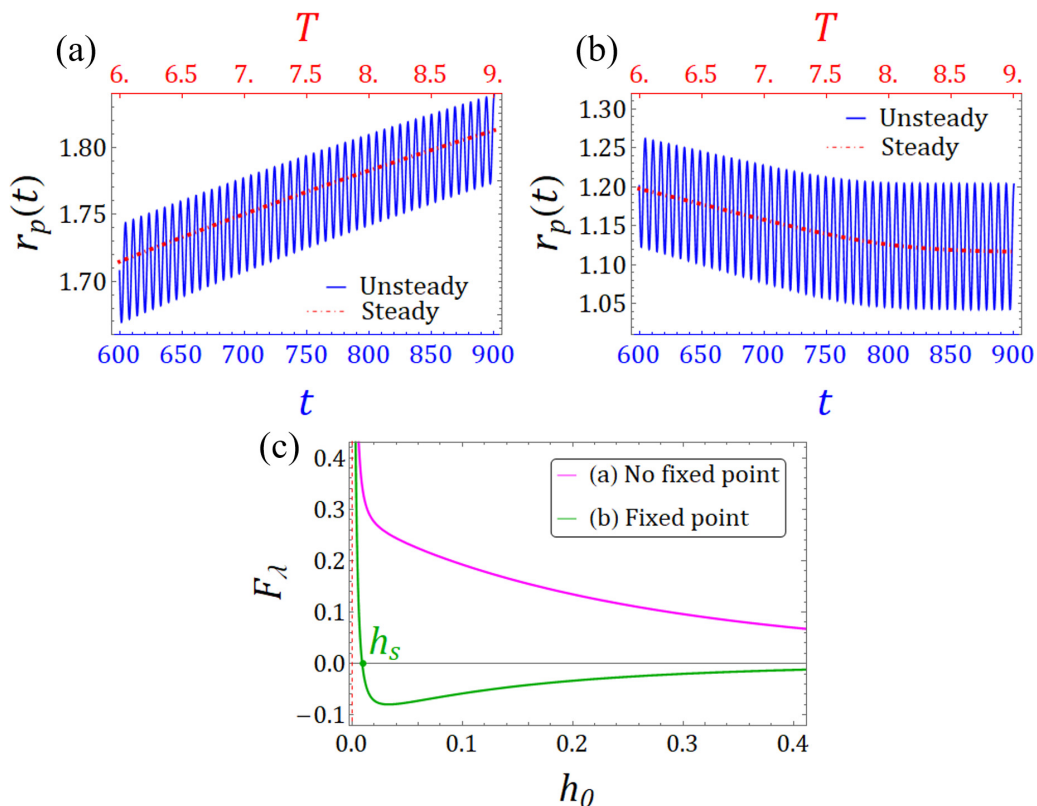 (a)
T
6. 6.5 7. 7.5 8. 8.5 9.
1.80
1.75
1.70
r_p(t)
Unsteady
Steady
600 650 700 750 800 850 900
t
(b)
T
6. 6.5 7. 7.5 8. 8.5 9.
1.30
1.25
1.20
1.15
1.10
1.05
r_p(t)
Unsteady
Steady
600 650 700 750 800 850 900
t
(c)
0.4
0.3
0.2
0.1
0.0
−0.1
F_λ
(a) No fixed point
(b) Fixed point
h_s
0.0 0.1 0.2 0.3 0.4
h_0